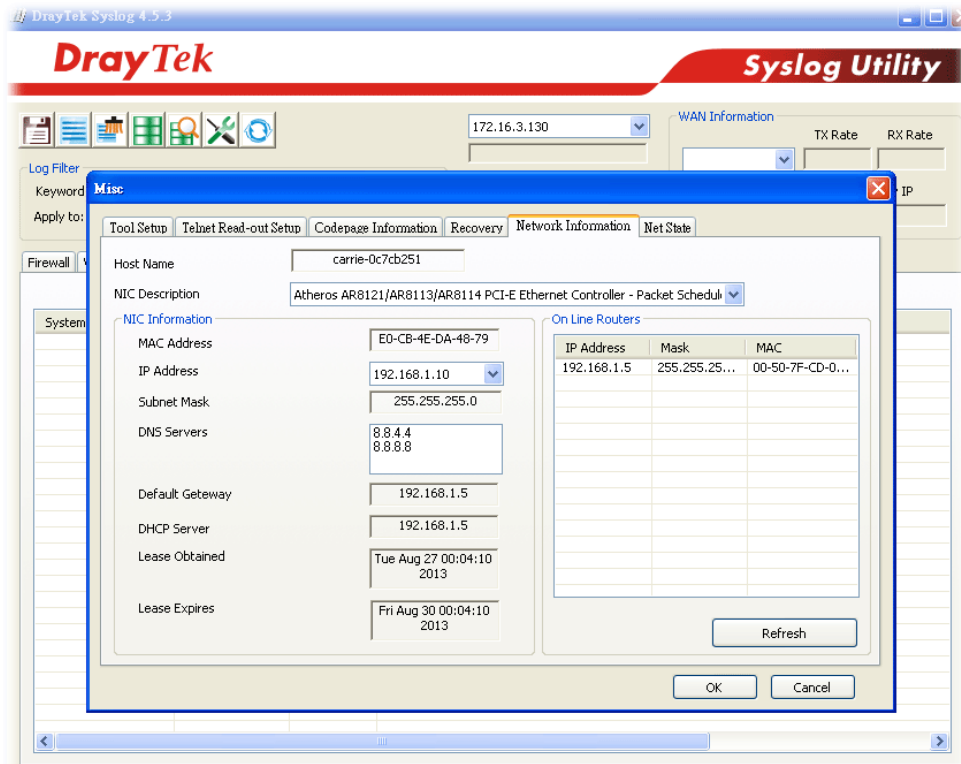 DrayTek Syslog 4.5.3
DrayTek
Syslog Utility
172.16.3.130
WAN Information
TX Rate RX Rate
Log Filter
Keyword
IP
Apply to:
Misc
Tool Setup Telnet Read-out Setup Codepage Information Recovery Network Information Net State
Firewall
Host Name carrie-0c7cb251
NIC Description Atheros AR8121/AR8113/AR8114 PCI-E Ethernet Controller - Packet Schedul
System
NIC Information
MAC Address E0-CB-4E-DA-48-79
IP Address 192.168.1.10
Subnet Mask 255.255.255.0
DNS Servers 8.8.4.4
8.8.8.8
Default Geteway 192.168.1.5
DHCP Server 192.168.1.5
Lease Obtained Tue Aug 27 00:04:10
2013
Lease Expires Fri Aug 30 00:04:10
2013
On Line Routers
IP Address Mask MAC
192.168.1.5 255.255.25... 00-50-7F-CD-0...
Refresh
OK Cancel